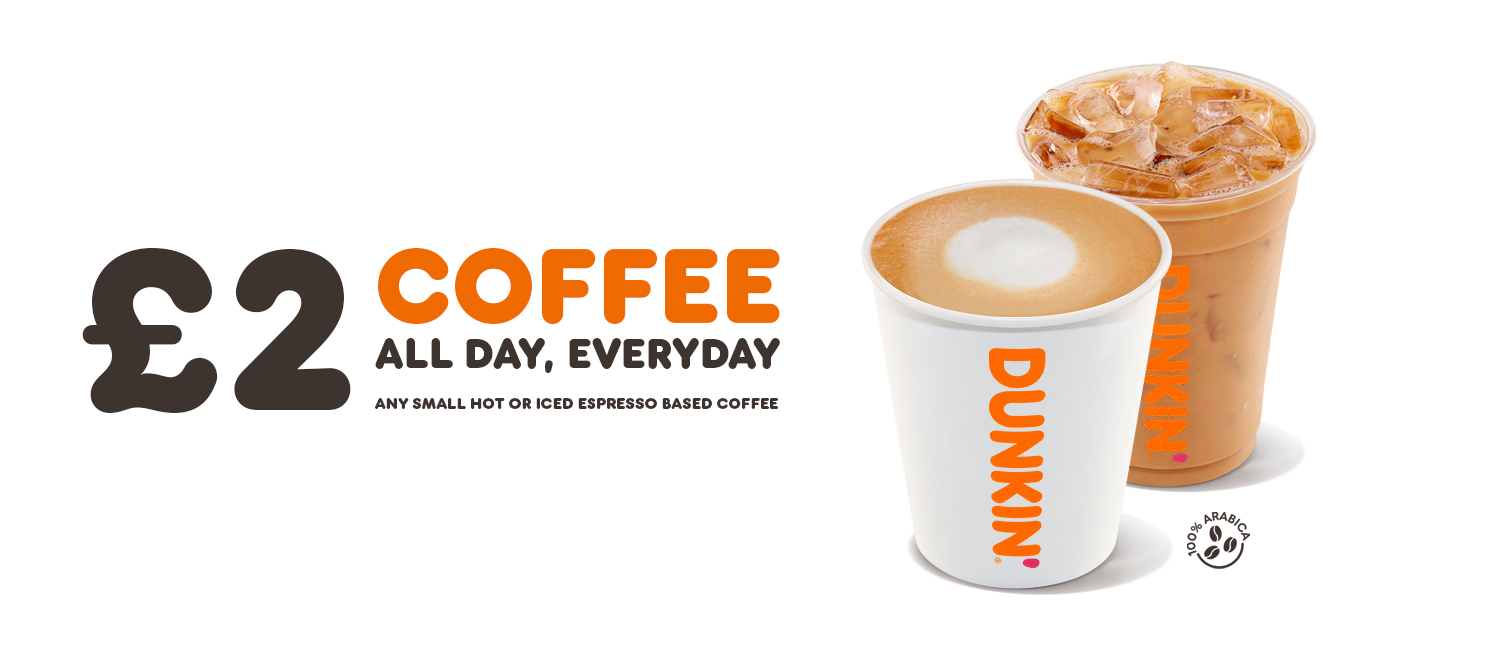 £2
COFFEE
ALL DAY, EVERYDAY
ANY SMALL HOT OR ICED ESPRESSO BASED COFFEE
DUNKIN'
®
DUNKIN'
100% ARABICA